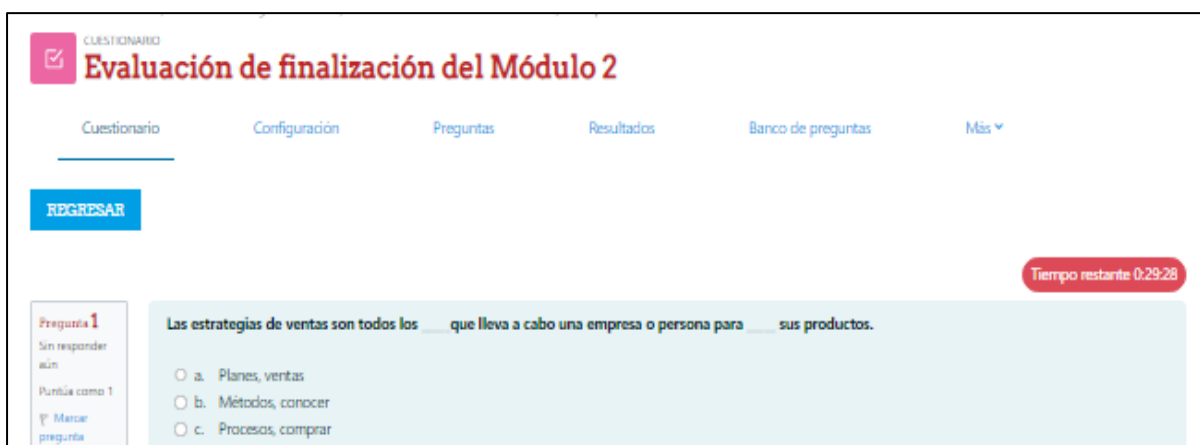 CUESTIONARIO
Evaluación de finalización del Módulo 2
Cuestionario Configuración Preguntas Resultados Banco de preguntas Más
REGRESAR
Tiempo restante 0:29:28
Pregunta 1
Sin responder
aún
Puntúa como 1
Marcar
pregunta
Las estrategias de ventas son todos los ____ que lleva a cabo una empresa o persona para ____ sus productos.
a. Planes, ventas
b. Métodos, conocer
c. Procesos, comprar